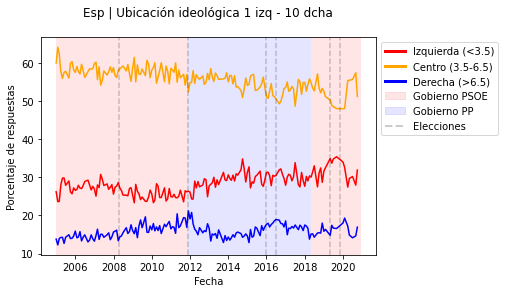 Esp | Ubicación ideológica 1 izq - 10 dcha
Porcentaje de respuestas
60
50
40
30
20
10
2006 2008 2010 2012 2014 2016 2018 2020
Fecha
Izquierda (<3.5)
Centro (3.5-6.5)
Derecha (>6.5)
Gobierno PSOE
Gobierno PP
Elecciones